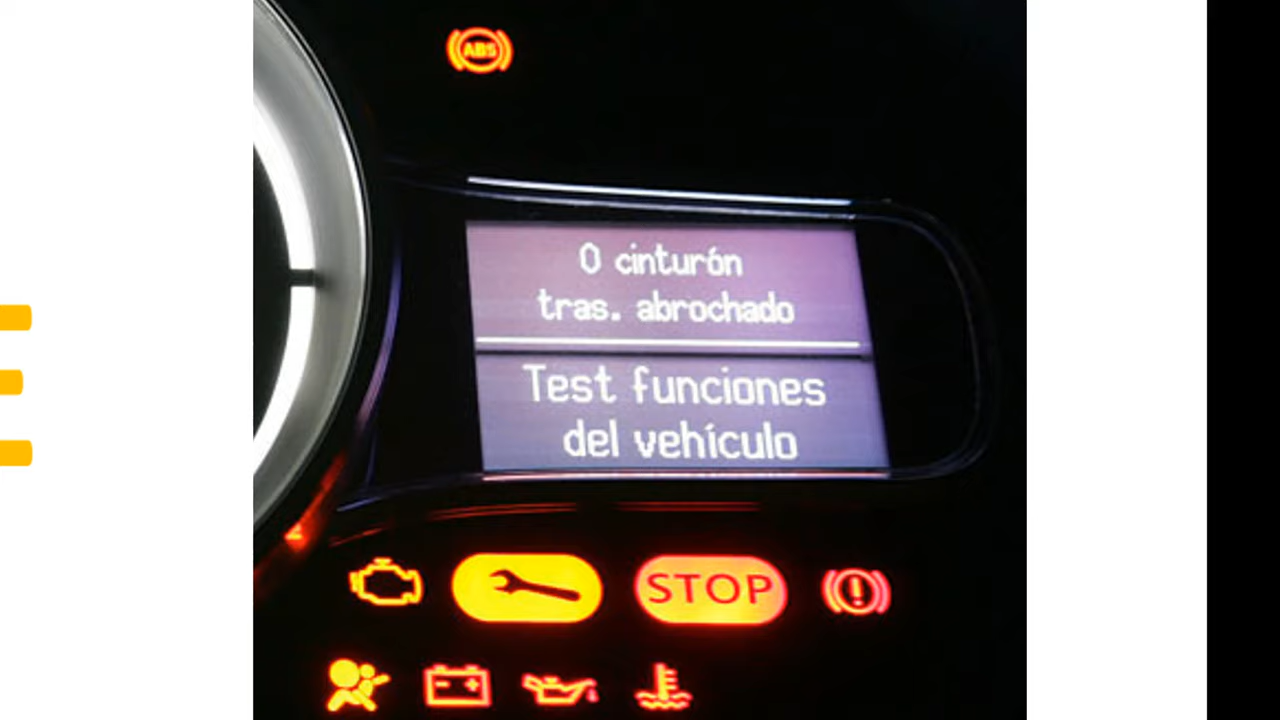 ABS
0 cinturón
tras. abrochado
Test funciones
del vehículo
STOP